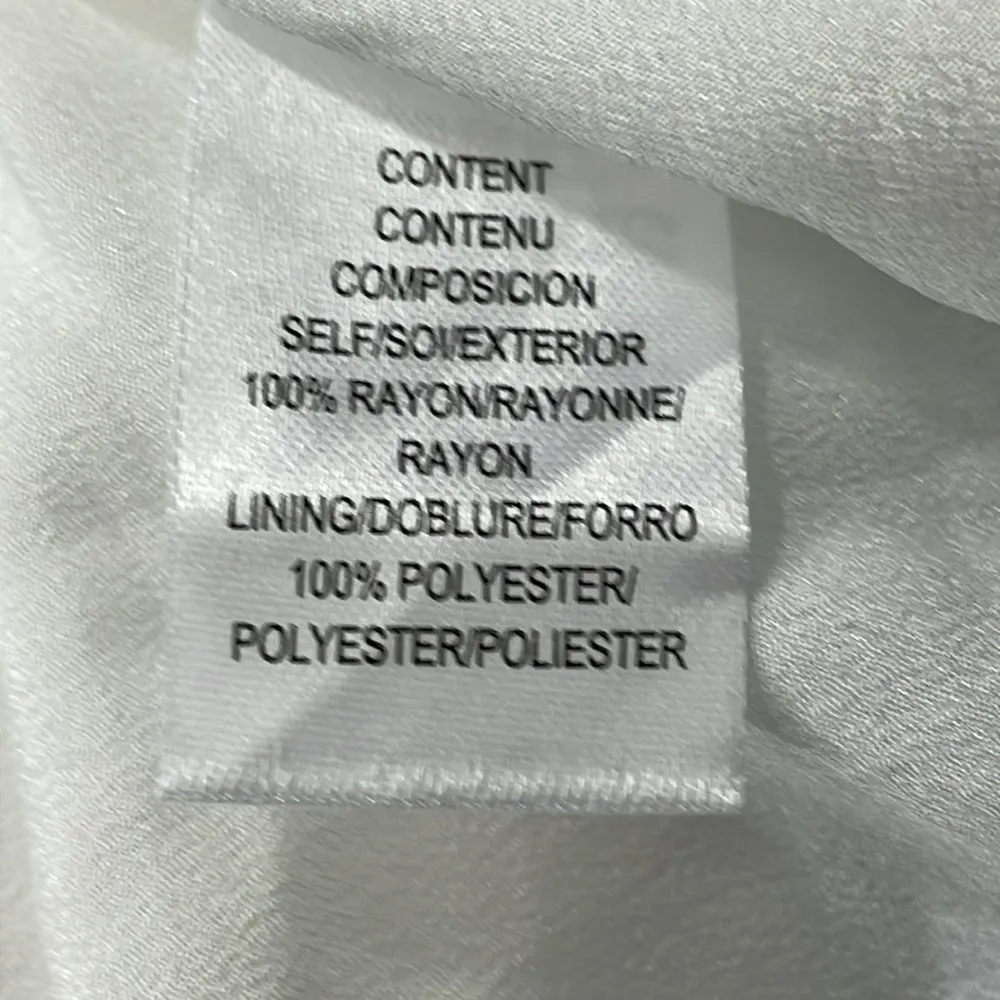 CONTENT
CONTENU
COMPOSICION
SELF/SOI/EXTERIOR
100% RAYON/RAYONNE/
RAYON
LINING/DOBLURE/FORRO
100% POLYESTER/
POLYESTER/POLIESTER